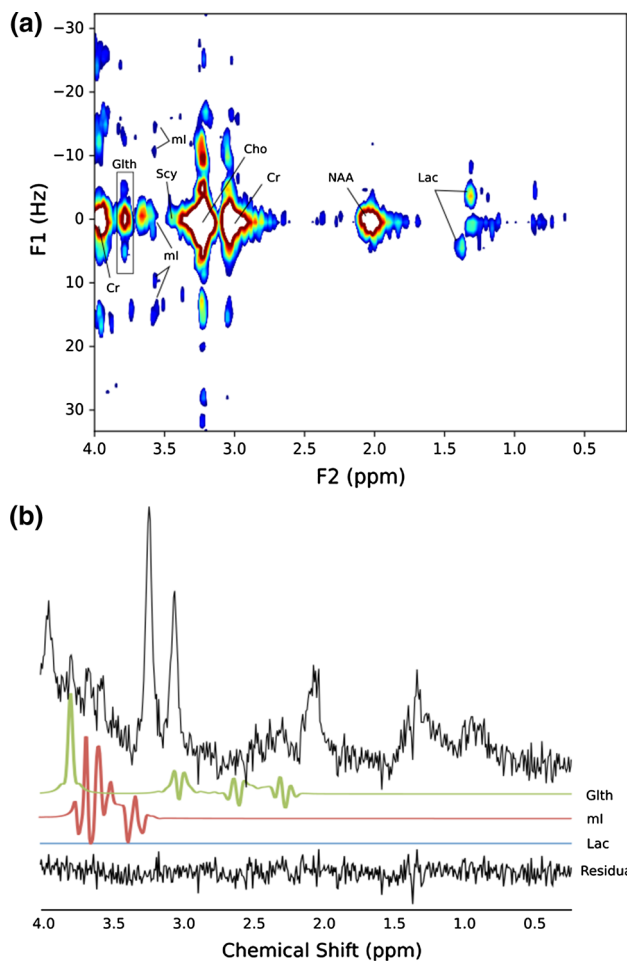 (a)
−30
−20
−10
0
10
20
30
F1 (Hz)
Glth
mI
Scy
Cho
Cr
NAA
Lac
mI
Cr
4.0 3.5 3.0 2.5 2.0 1.5 1.0 0.5
F2 (ppm)
(b)
Glth
mI
Lac
Residua
4.0 3.5 3.0 2.5 2.0 1.5 1.0 0.5
Chemical Shift (ppm)